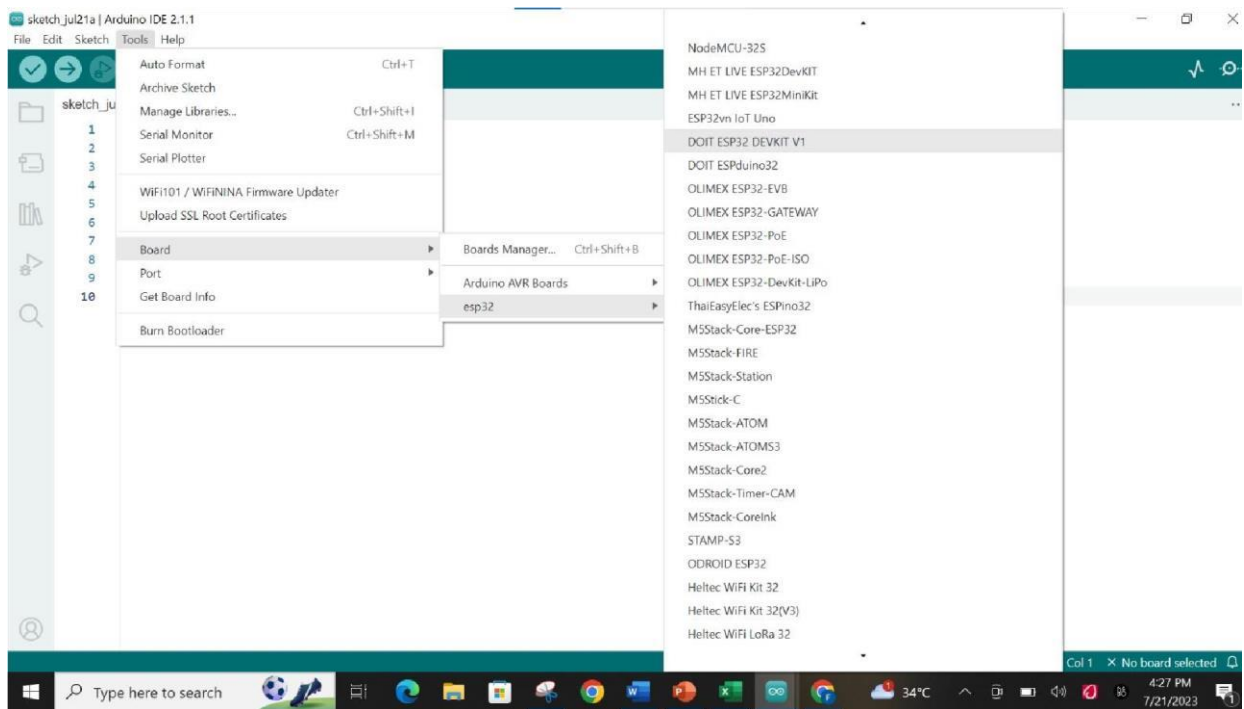 sketch_jul21a | Arduino IDE 2.1.1
File Edit Sketch Tools Help
sketch_ju
1
2
3
4
5
6
7
8
9
10
Auto Format Ctrl+T
Archive Sketch
Manage Libraries... Ctrl+Shift+I
Serial Monitor Ctrl+Shift+M
Serial Plotter
WiFi101 / WiFiNINA Firmware Updater
Upload SSL Root Certificates
Board
Port
Get Board Info
Burn Bootloader
Boards Manager... Ctrl+Shift+B
Arduino AVR Boards
esp32
NodeMCU-32S
MH ET LIVE ESP32DevKIT
MH ET LIVE ESP32MiniKit
ESP32vn IoT Uno
DOIT ESP32 DEVKIT V1
DOIT ESPduino32
OLIMEX ESP32-EVB
OLIMEX ESP32-GATEWAY
OLIMEX ESP32-PoE
OLIMEX ESP32-PoE-ISO
OLIMEX ESP32-DevKit-LiPo
ThaiEasyElec's ESPino32
M5Stack-Core-ESP32
M5Stack-FIRE
M5Stack-Station
M5Stick-C
M5Stack-ATOM
M5Stack-ATOMS3
M5Stack-Core2
M5Stack-Timer-CAM
M5Stack-CoreInk
STAMP-S3
ODROID ESP32
Heltec WiFi Kit 32
Heltec WiFi Kit 32(V3)
Heltec WiFi LoRa 32
Col 1 × No board selected
Type here to search
34°C
4:27 PM
7/21/2023